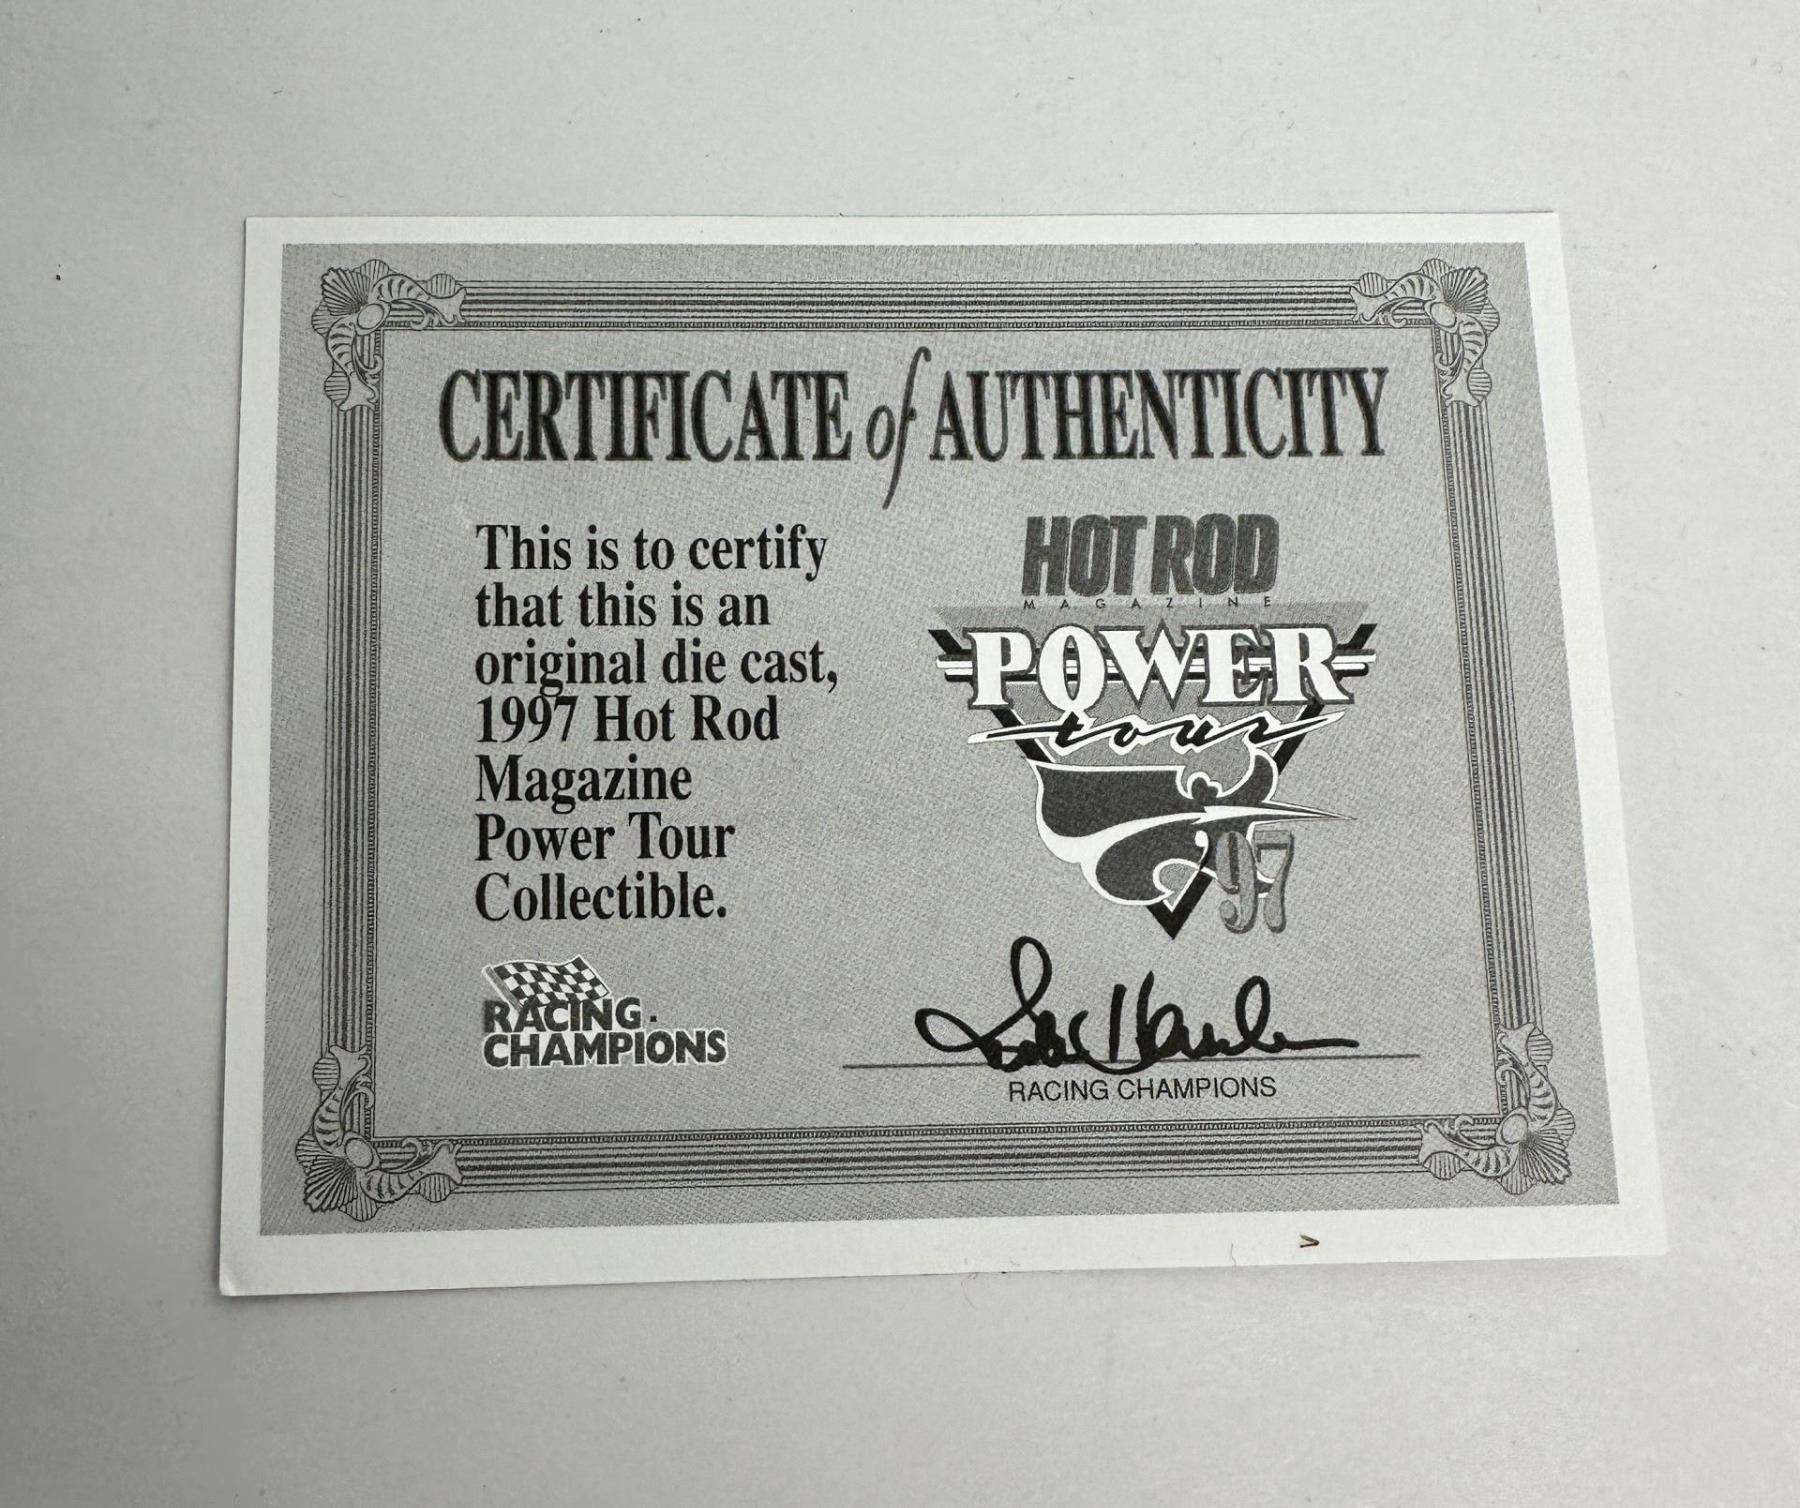 CERTIFICATE of AUTHENTICITY
This is to certify
that this is an
original die cast,
1997 Hot Rod
Magazine
Power Tour
Collectible.
HOT ROD
MAGAZINE
POWER
tour
97
RACING
CHAMPIONS
RACING CHAMPIONS